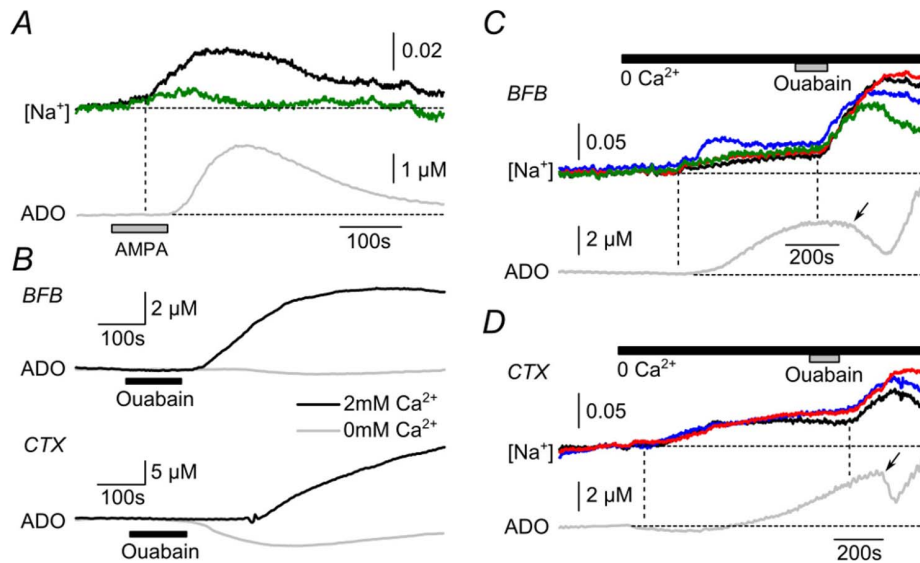 A
0.02
[Na⁺]
1 µM
ADO
AMPA
100s
B
BFB
2 µM
100s
ADO
Ouabain
2mM Ca²⁺
0mM Ca²⁺
CTX
5 µM
100s
ADO
Ouabain
C
0 Ca²⁺
Ouabain
BFB
0.05
[Na⁺]
2 µM
200s
ADO
D
0 Ca²⁺
Ouabain
CTX
0.05
[Na⁺]
2 µM
ADO
200s